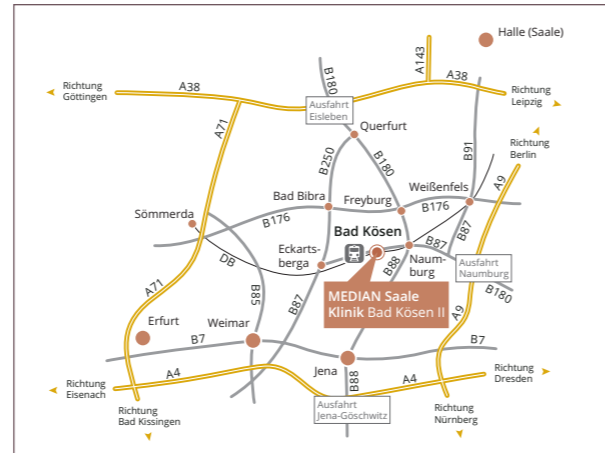 Halle (Saale)
A143
B180
A38
A38
Richtung
Göttingen
Richtung
Leipzig
Ausfahrt
Eisleben
A71
Querfurt
Richtung
Berlin
B250
B180
B91
A9
Bad Bibra
Freyburg
Weißenfels
Sömmerda
B176
B176
Bad Kösen
B87
B87
Eckarts-
berga
DB
B88
Naum-
burg
Ausfahrt
Naumburg
B180
A71
B85
B87
MEDIAN Saale
Klinik Bad Kösen II
A9
Erfurt
Weimar
B7
B7
Jena
Richtung
Eisenach
A4
B88
A4
Richtung
Dresden
Richtung
Bad Kissingen
Ausfahrt
Jena-Göschwitz
Richtung
Nürnberg